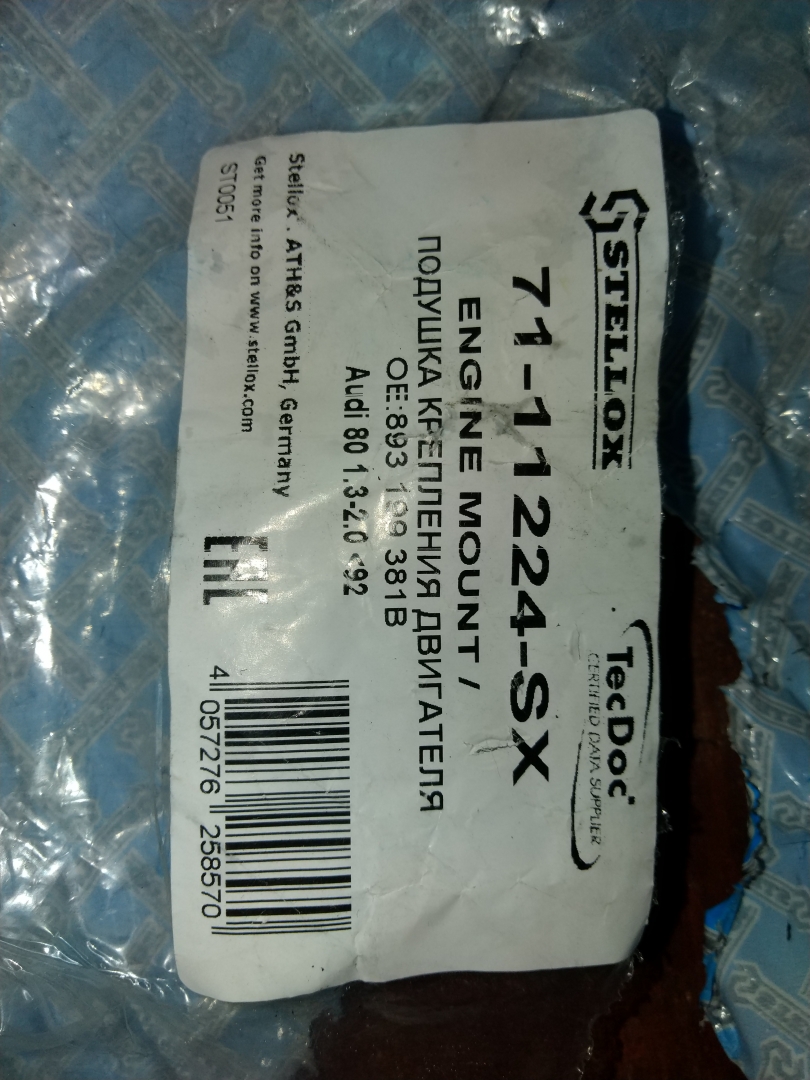 STELLOX
TecDoc
CERTIFIED DATA SUPPLIER
71-11224-SX
ENGINE MOUNT /
ПОДУШКА КРЕПЛЕНИЯ ДВИГАТЕЛЯ
OE:893 199 381B
Audi 80 1.3-2.0 <92
Stellox . ATH&S GmbH, Germany
Get more info on www.stellox.com
ST0051
EAC
4 057276 258570